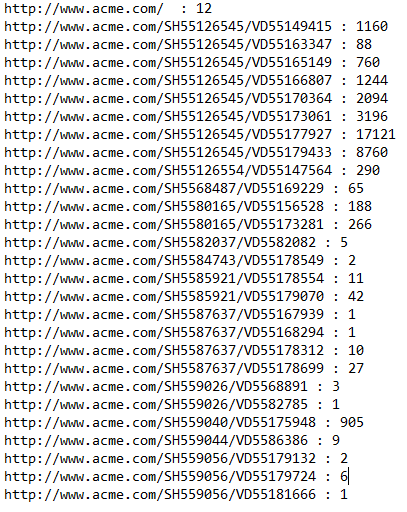 http://www.acme.com/  : 12
http://www.acme.com/SH55126545/VD55149415 : 1160
http://www.acme.com/SH55126545/VD55163347 : 88
http://www.acme.com/SH55126545/VD55165149 : 760
http://www.acme.com/SH55126545/VD55166807 : 1244
http://www.acme.com/SH55126545/VD55170364 : 2094
http://www.acme.com/SH55126545/VD55173061 : 3196
http://www.acme.com/SH55126545/VD55177927 : 17121
http://www.acme.com/SH55126545/VD55179433 : 8760
http://www.acme.com/SH55126554/VD55147564 : 290
http://www.acme.com/SH5568487/VD55169229 : 65
http://www.acme.com/SH5580165/VD55156528 : 188
http://www.acme.com/SH5580165/VD55173281 : 266
http://www.acme.com/SH5582037/VD5582082 : 5
http://www.acme.com/SH5584743/VD55178549 : 2
http://www.acme.com/SH5585921/VD55178554 : 11
http://www.acme.com/SH5585921/VD55179070 : 42
http://www.acme.com/SH5587637/VD55167939 : 1
http://www.acme.com/SH5587637/VD55168294 : 1
http://www.acme.com/SH5587637/VD55178312 : 10
http://www.acme.com/SH5587637/VD55178699 : 27
http://www.acme.com/SH559026/VD5568891 : 3
http://www.acme.com/SH559026/VD5582785 : 1
http://www.acme.com/SH559040/VD55175948 : 905
http://www.acme.com/SH559044/VD5586386 : 9
http://www.acme.com/SH559056/VD55179132 : 2
http://www.acme.com/SH559056/VD55179724 : 6
http://www.acme.com/SH559056/VD55181666 : 1